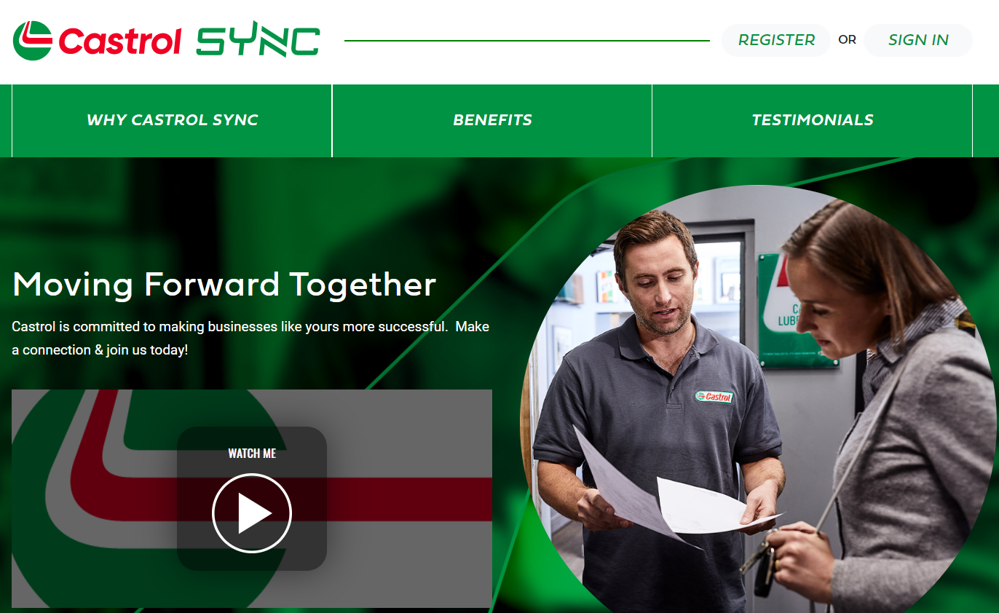 Castrol SYNC
REGISTER OR SIGN IN
WHY CASTROL SYNC
BENEFITS
TESTIMONIALS
Moving Forward Together
Castrol is committed to making businesses like yours more successful. Make
a connection & join us today!
WATCH ME
Castrol